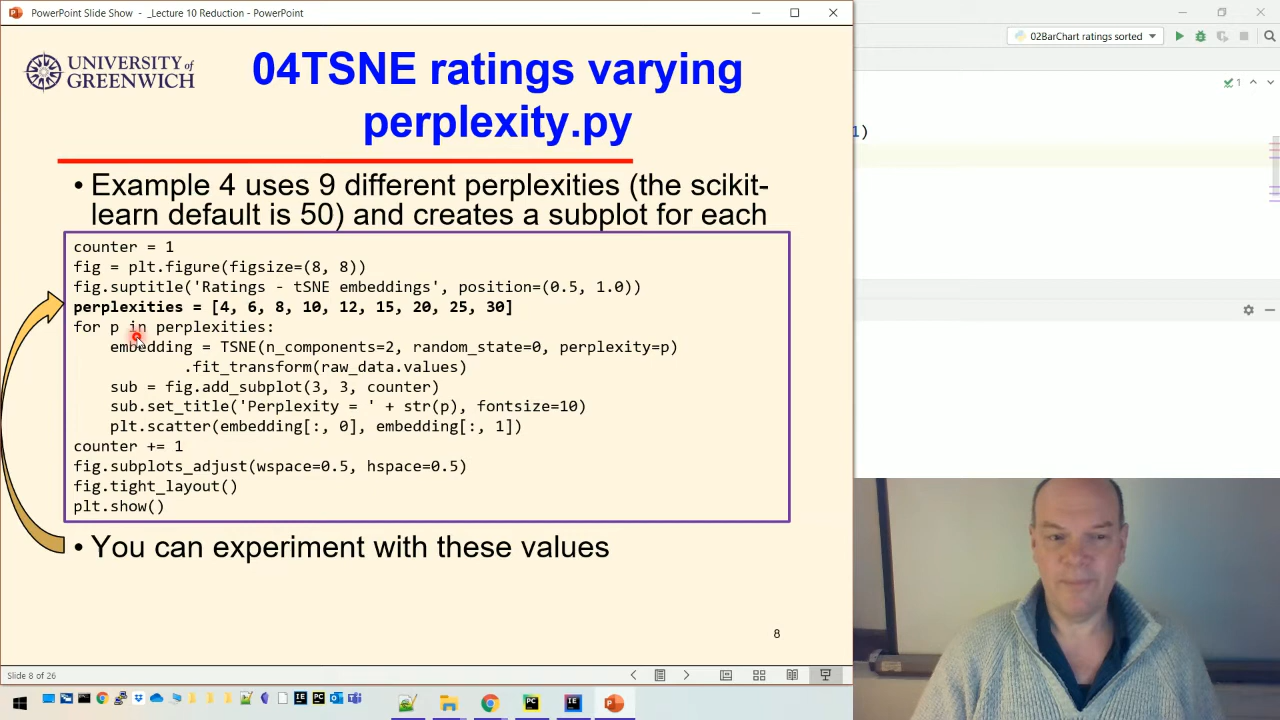 PowerPoint Slide Show - _Lecture 10 Reduction - PowerPoint
02BarChart ratings sorted
UNIVERSITY of
GREENWICH
04TSNE ratings varying
perplexity.py
1
1)
• Example 4 uses 9 different perplexities (the scikit-
learn default is 50) and creates a subplot for each
counter = 1
fig = plt.figure(figsize=(8, 8))
fig.suptitle('Ratings - tSNE embeddings', position=(0.5, 1.0))
perplexities = [4, 6, 8, 10, 12, 15, 20, 25, 30]
for p in perplexities:
embedding = TSNE(n_components=2, random_state=0, perplexity=p)
.fit_transform(raw_data.values)
sub = fig.add_subplot(3, 3, counter)
sub.set_title('Perplexity = ' + str(p), fontsize=10)
plt.scatter(embedding[:, 0], embedding[:, 1])
counter += 1
fig.subplots_adjust(wspace=0.5, hspace=0.5)
fig.tight_layout()
plt.show()
• You can experiment with these values
8
Slide 8 of 26